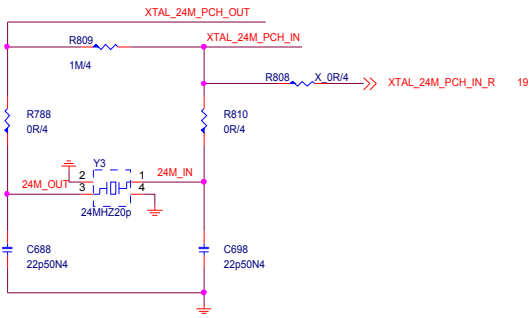 XTAL_24M_PCH_OUT
R809
XTAL_24M_PCH_IN
1M/4
R808 X_0R/4 XTAL_24M_PCH_IN_R 19
R788 R810
0R/4 0R/4
Y3
2 1 24M_IN
24M_OUT 3 4
24MHZ20p
C688 C698
22p50N4 22p50N4